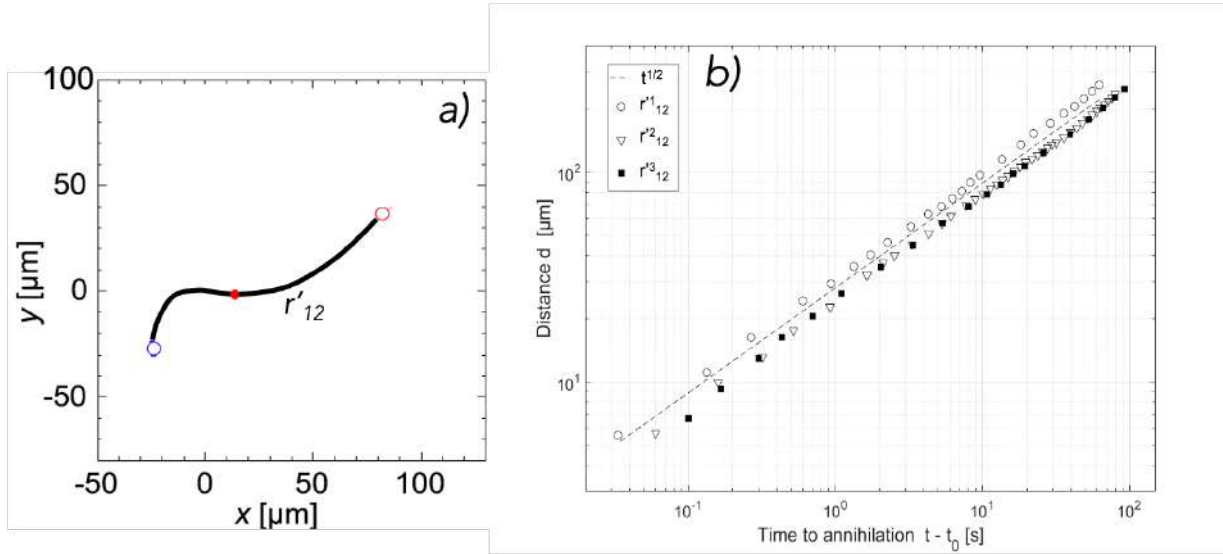 a)
100
50
0
-50
y [µm]
r'12
-50 0 50 100
x [µm]
b)
t1/2
r'112
r'212
r'312
102
101
Distance d [µm]
10-1 100 101 102
Time to annihilation t - t0 [s]